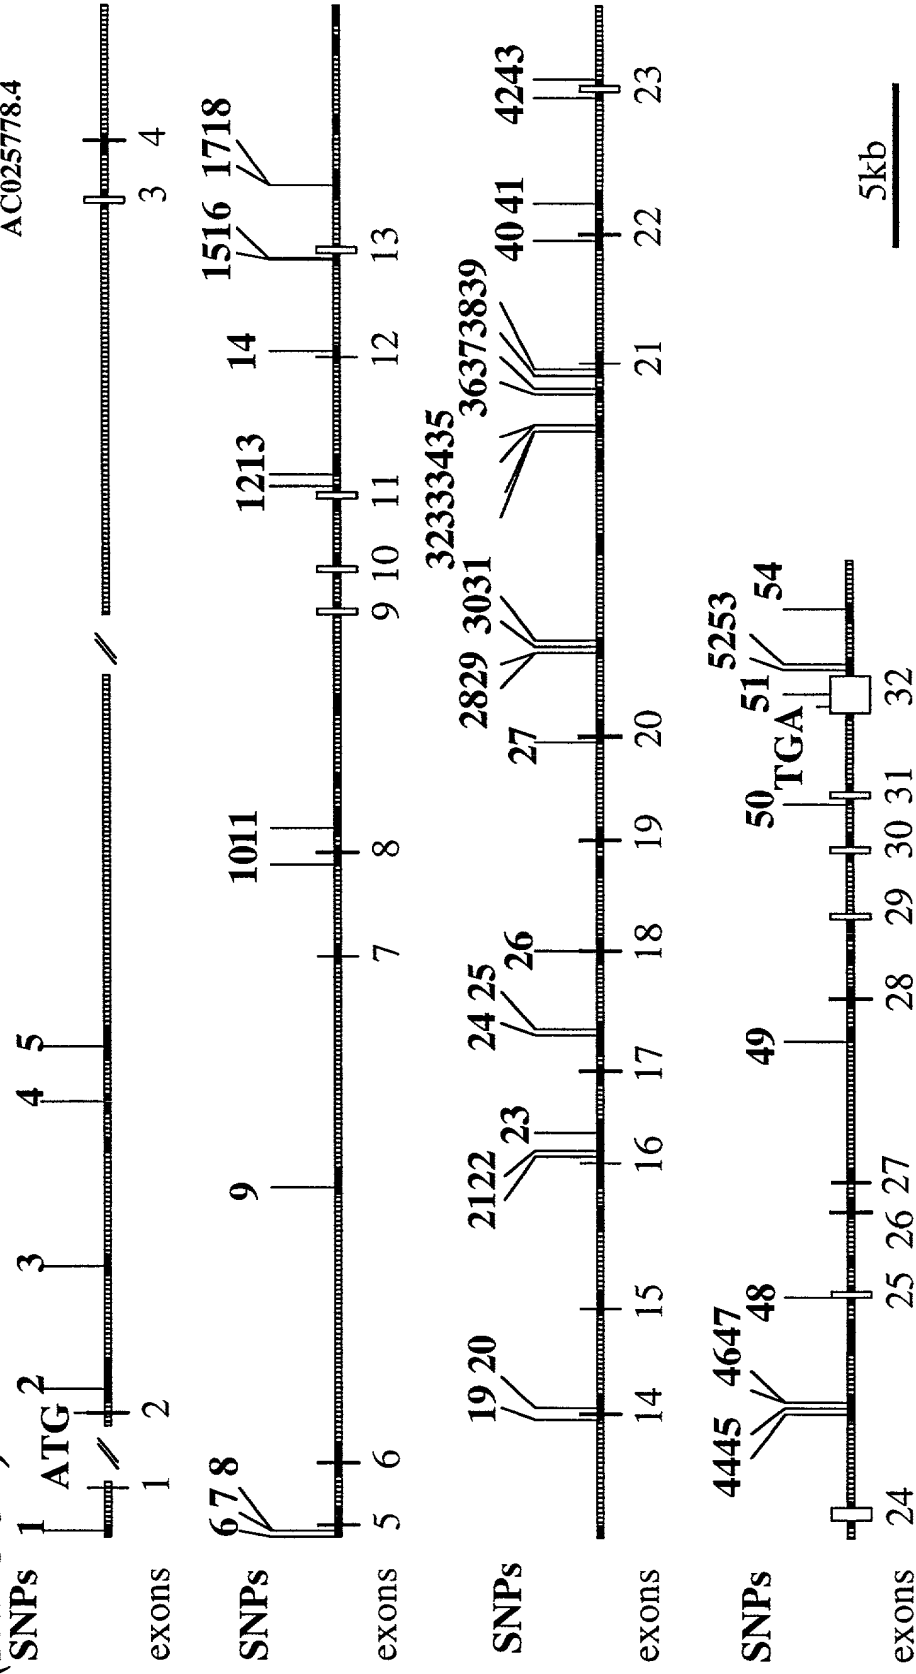 AC025778.4
SNPs 1 ATG 2 3 4 5
exons 1 2 3 4
SNPs 6 7 8 9 1011 1213 14 1516 1718
exons 5 6 7 8 9 10 11 12 13
SNPs 19 20 2122 23 24 25 26 27 2829 3031 32333435 36373839 40 41 4243
exons 14 15 16 17 18 19 20 21 22 23
SNPs 4445 4647 48 49 50 TGA 51 5253 54
exons 24 25 26 27 28 29 30 31 32
5kb